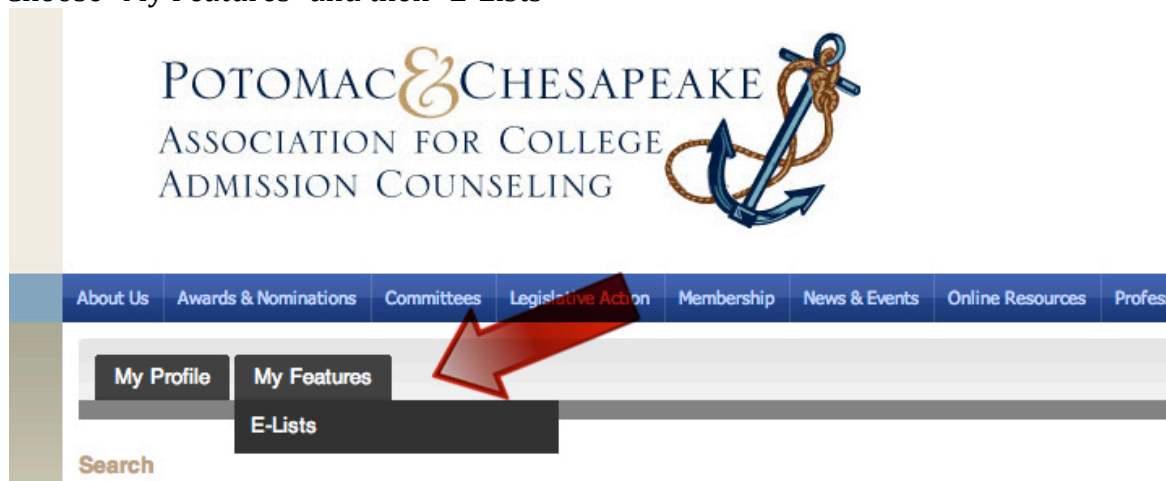 choose "My Features" and then "E-Lists"
POTOMAC & CHESAPEAKE
ASSOCIATION FOR COLLEGE
ADMISSION COUNSELING
About Us Awards & Nominations Committees Legislative Action Membership News & Events Online Resources Profes
My Profile My Features
E-Lists
Search